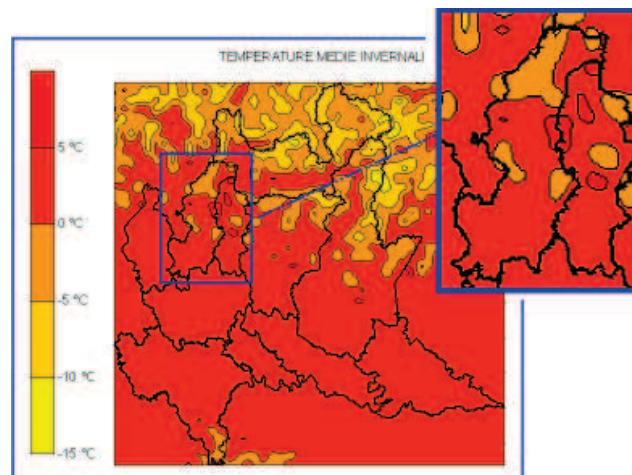 TEMPERATURE MEDIE INVERNALI
5 °C
0 °C
-5 °C
-10 °C
-15 °C